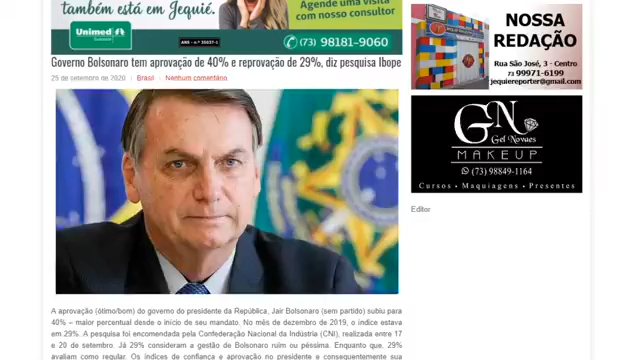 também está em Jequié.
Agende uma visita
com nosso consultor
Unimed
ANS - n.º 30037-1
(73) 98181-9060
Governo Bolsonaro tem aprovação de 40% e reprovação de 29%, diz pesquisa Ibope
25 de setembro de 2020 | Brasil | Nenhum comentário
A aprovação (ótimo/bom) do governo do presidente da República, Jair Bolsonaro (sem partido) subiu para
40% – maior percentual desde o início de seu mandato. No mês de dezembro de 2019, o índice estava
em 29%. A pesquisa foi encomendada pela Confederação Nacional da Indústria (CNI), realizada entre 17
e 20 de setembro. Já 29% consideram a gestão de Bolsonaro ruim ou péssima. Enquanto que, 29%
avaliam como regular. Os índices de confiança e aprovação no presidente e consequentemente sua
NOSSA
REDAÇÃO
Rua São José, 3 - Centro
73 99971-6199
jequiereporter@gmail.com
GN
Gel Novaes
MAKEUP
(73) 98849-1164
Cursos • Maquiagens • Presentes
Editor